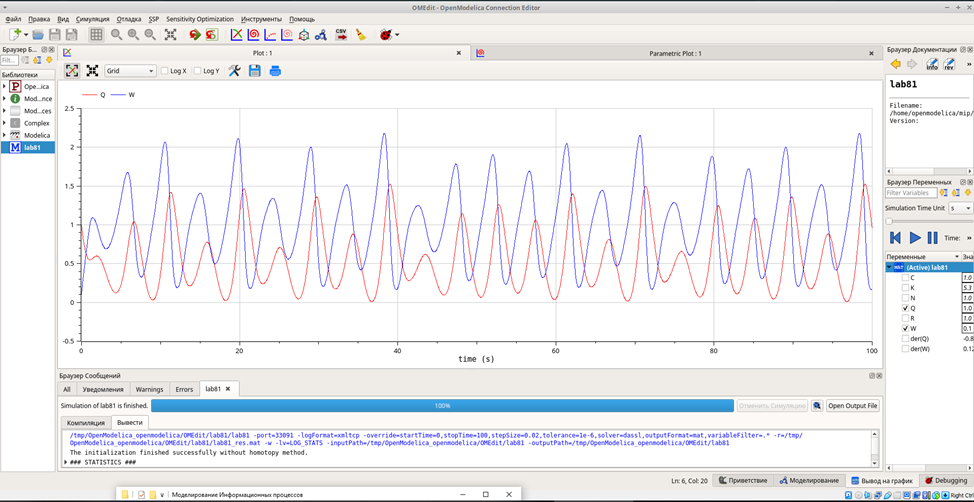 OMEdit - OpenModelica Connection Editor
Файл Правка Вид Симуляция Отладка SSP Sensitivity Optimization Инструменты Помощь
Браузер Б...
Филт...
Библиотеки
Ope...ica
Mod...nce
Mod...ces
Complex
Modelica
lab81
Plot : 1
Parametric Plot : 1
Grid
Log X
Log Y
Q W
2.5
2
1.5
1
0.5
0
-0.5
0 20 40 60 80 100
time (s)
Браузер Сообщений
All Уведомления Warnings Errors lab81
Simulation of lab81 is finished.
100%
Отменить Симуляцию
Open Output File
Компиляция Вывести
/tmp/OpenModelica_openmodelica/OMEdit/lab81/lab81 -port=33091 -logFormat=xmltcp -override=startTime=0,stopTime=100,stepSize=0.02,tolerance=1e-6,solver=dassl,outputFormat=mat,variableFilter=.* -r=/tmp/
OpenModelica_openmodelica/OMEdit/lab81/lab81_res.mat -w -lv=LOG_STATS -inputPath=/tmp/OpenModelica_openmodelica/OMEdit/lab81 -outputPath=/tmp/OpenModelica_openmodelica/OMEdit/lab81
The initialization finished successfully without homotopy method.
### STATISTICS ###
Браузер Документации
info
rev
lab81
Filename:
/home/openmodelica/mip/
Version:
Браузер Переменных
Filter Variables
Simulation Time Unit s
Time:
Переменные Зна
(Active) lab81
C 1.0
K 5.3
N 1.0
Q 1.0
R 1.0
W 0.1
der(Q) -0.8
der(W) 0.12
Ln: 6, Col: 20
Приветствие
Моделирование
Вывод на график
Debugging
Моделирование Информационных процессов
Right Ctrl